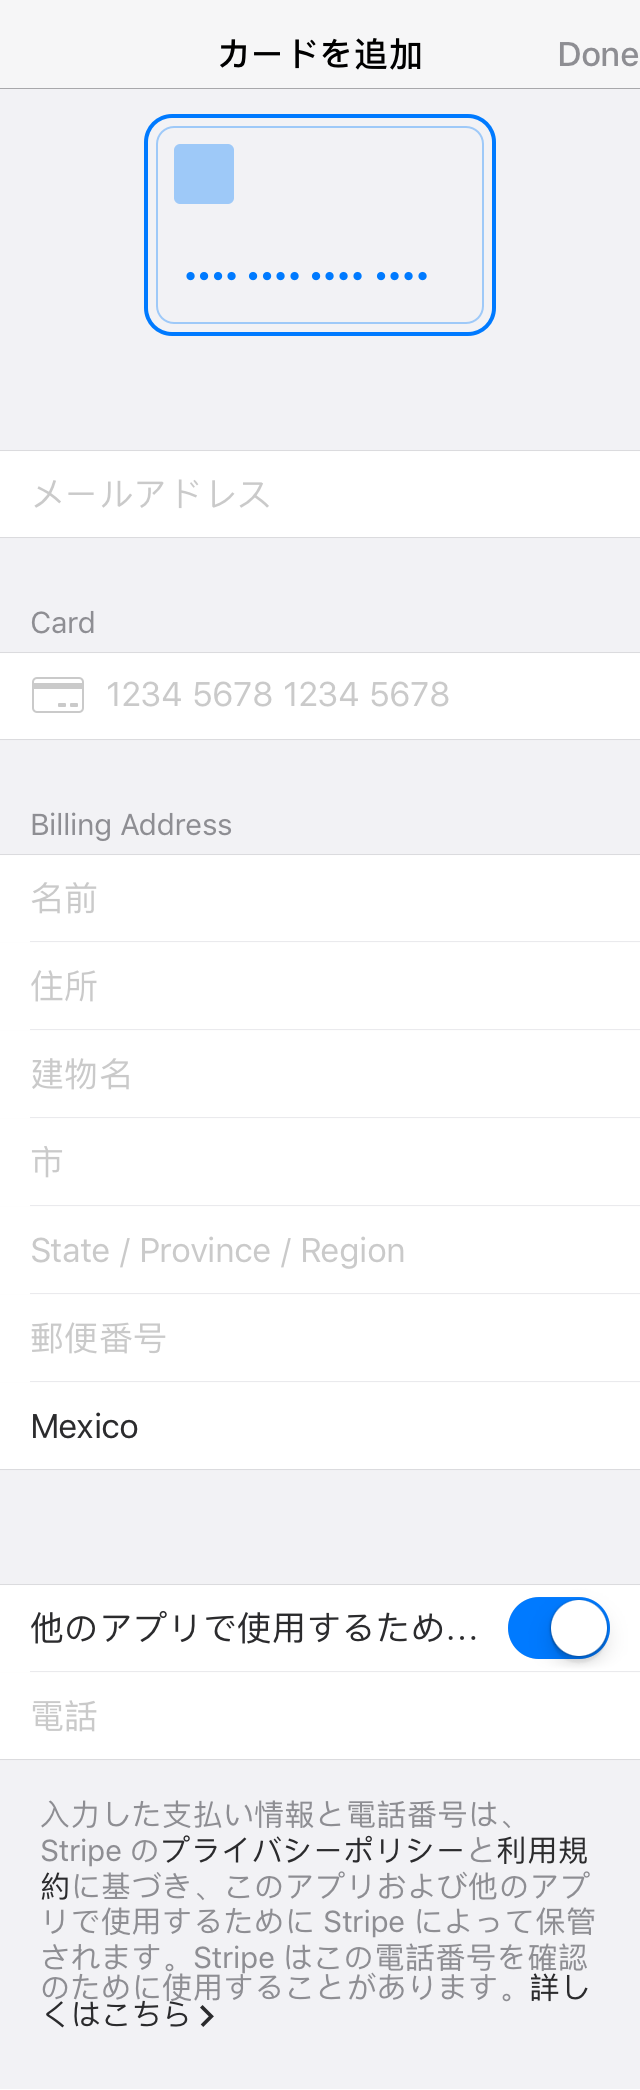 カードを追加
Done
•••• •••• •••• ••••
メールアドレス
Card
1234 5678 1234 5678
Billing Address
名前
住所
建物名
市
State / Province / Region
郵便番号
Mexico
他のアプリで使用するため…
電話
入力した支払い情報と電話番号は、
Stripe のプライバシーポリシーと利用規
約に基づき、このアプリおよび他のアプ
リで使用するために Stripe によって保管
されます。Stripe はこの電話番号を確認
のために使用することがあります。詳し
くはこちら